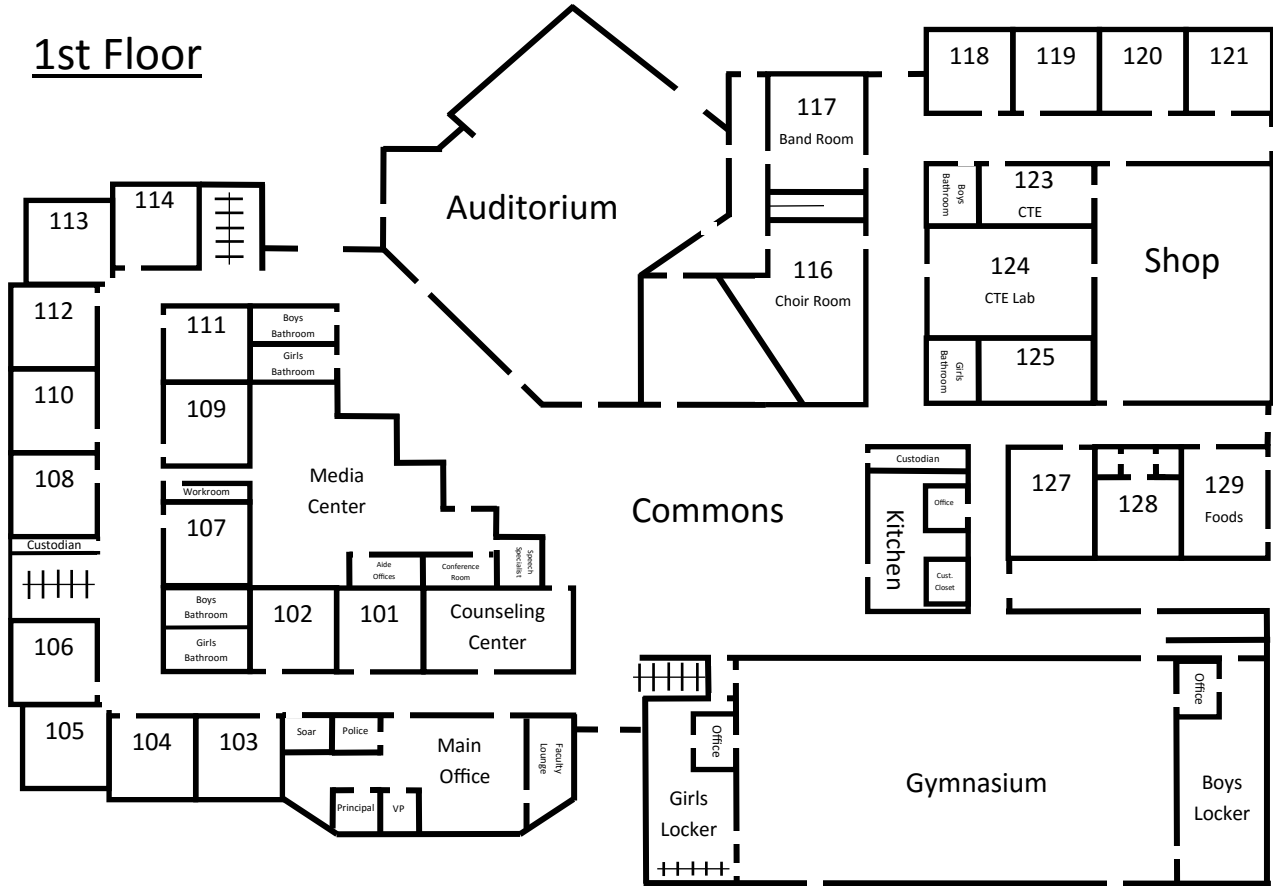 1st Floor
118
119
120
121
117
Band Room
Auditorium
114
113
Boys
Bathroom
123
CTE
Shop
116
Choir Room
124
CTE Lab
112
111
Boys
Bathroom
Girls
Bathroom
Girls
Bathroom
125
110
109
108
Media
Center
Workroom
107
Custodian
Commons
Custodian
Kitchen
Office
Cust.
Closet
127
128
129
Foods
Aide
Offices
Conference
Room
Speech
Specialist
Boys
Bathroom
Girls
Bathroom
102
101
Counseling
Center
106
105
104
103
Soar
Police
Main
Office
Faculty
Lounge
Principal
VP
Office
Girls
Locker
Gymnasium
Office
Boys
Locker